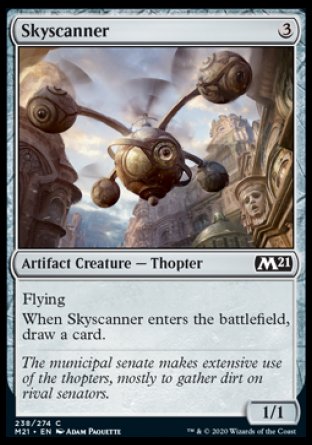 Skyscanner 3
Artifact Creature — Thopter M21
Flying
When Skyscanner enters the battlefield,
draw a card.
The municipal senate makes extensive use
of the thopters, mostly to gather dirt on
rival senators.
1/1
238/274 C
M21 • EN Adam Paquette ™ & © 2020 Wizards of the Coast